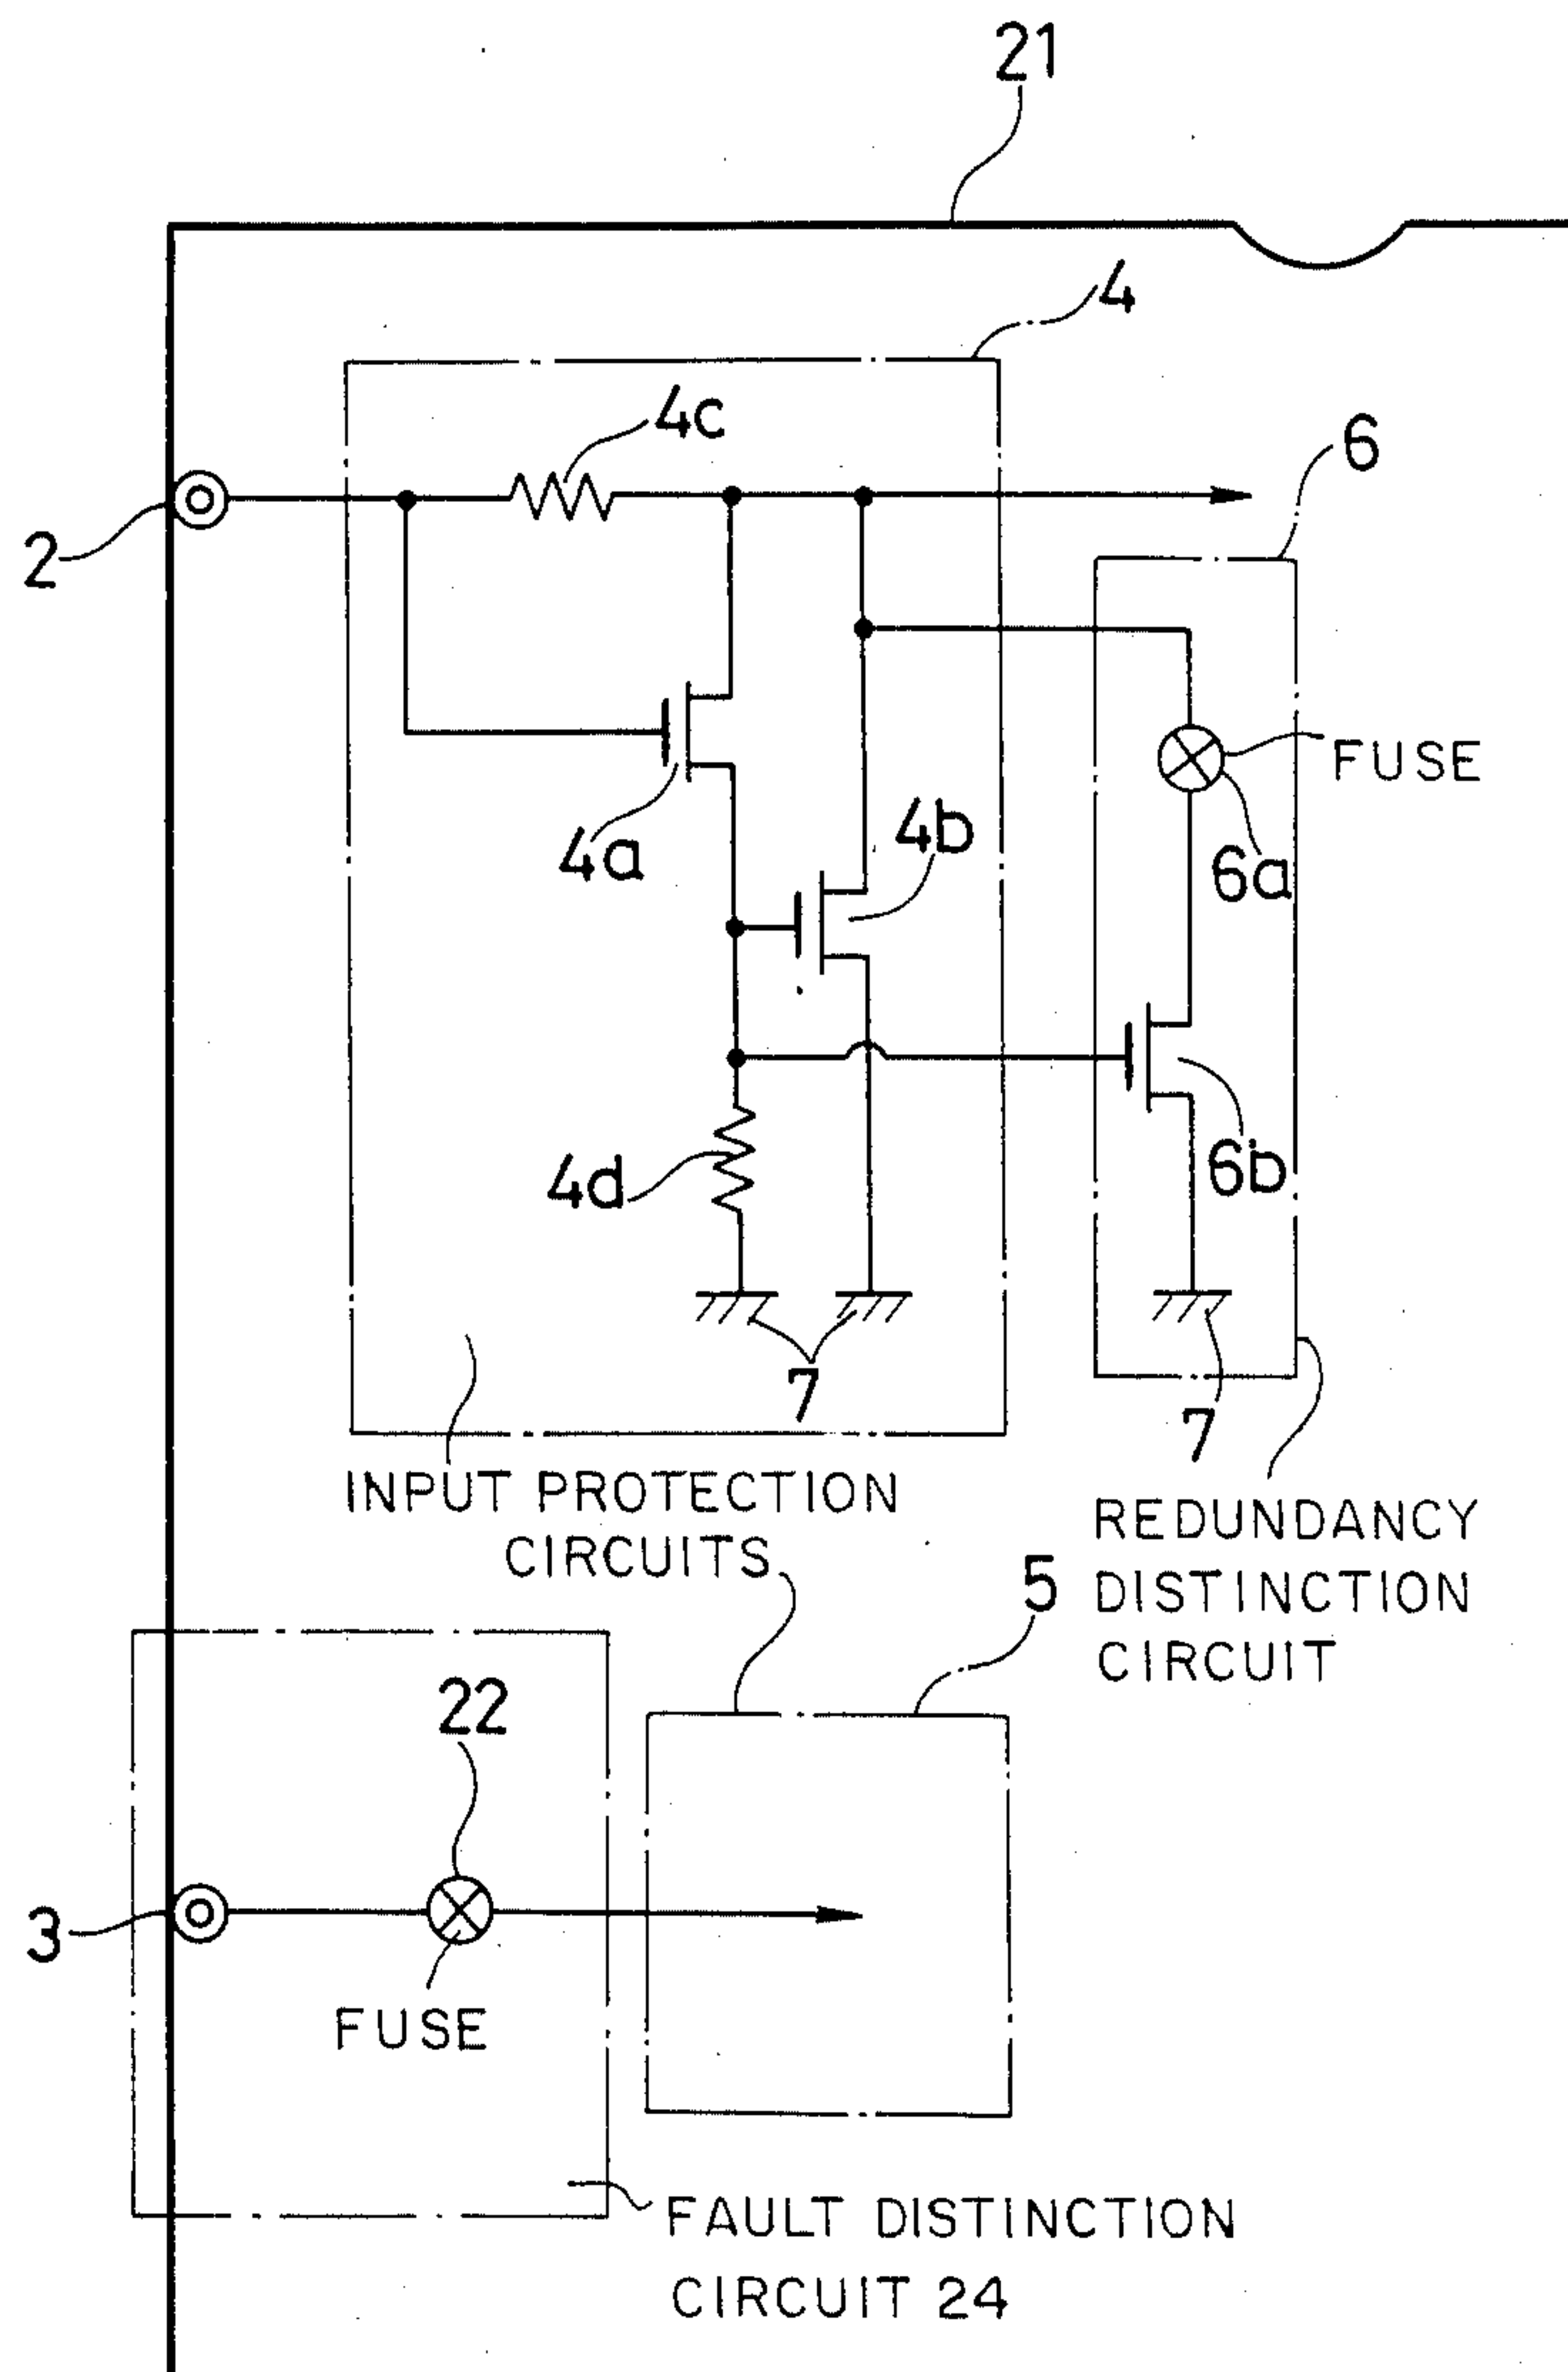 21
4
4c
6
2
FUSE
4a
4b
6a
4d
6b
7
7
INPUT PROTECTION
CIRCUITS
REDUNDANCY
DISTINCTION
CIRCUIT
5
22
3
FUSE
FAULT DISTINCTION
CIRCUIT 24